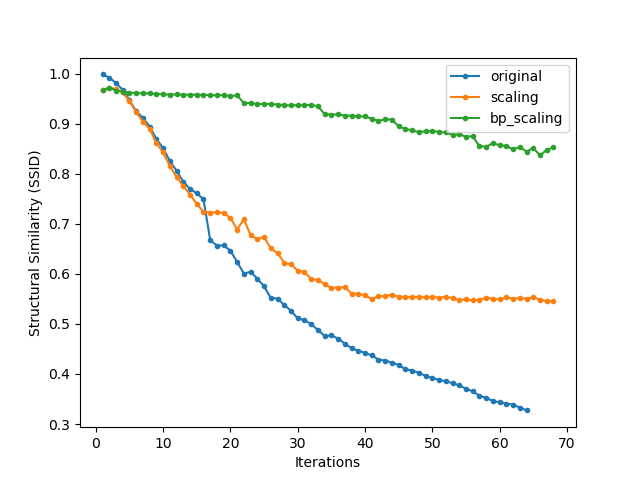 original
scaling
bp_scaling
1.0
0.9
0.8
0.7
0.6
0.5
0.4
0.3
Structural Similarity (SSID)
0 10 20 30 40 50 60 70
Iterations